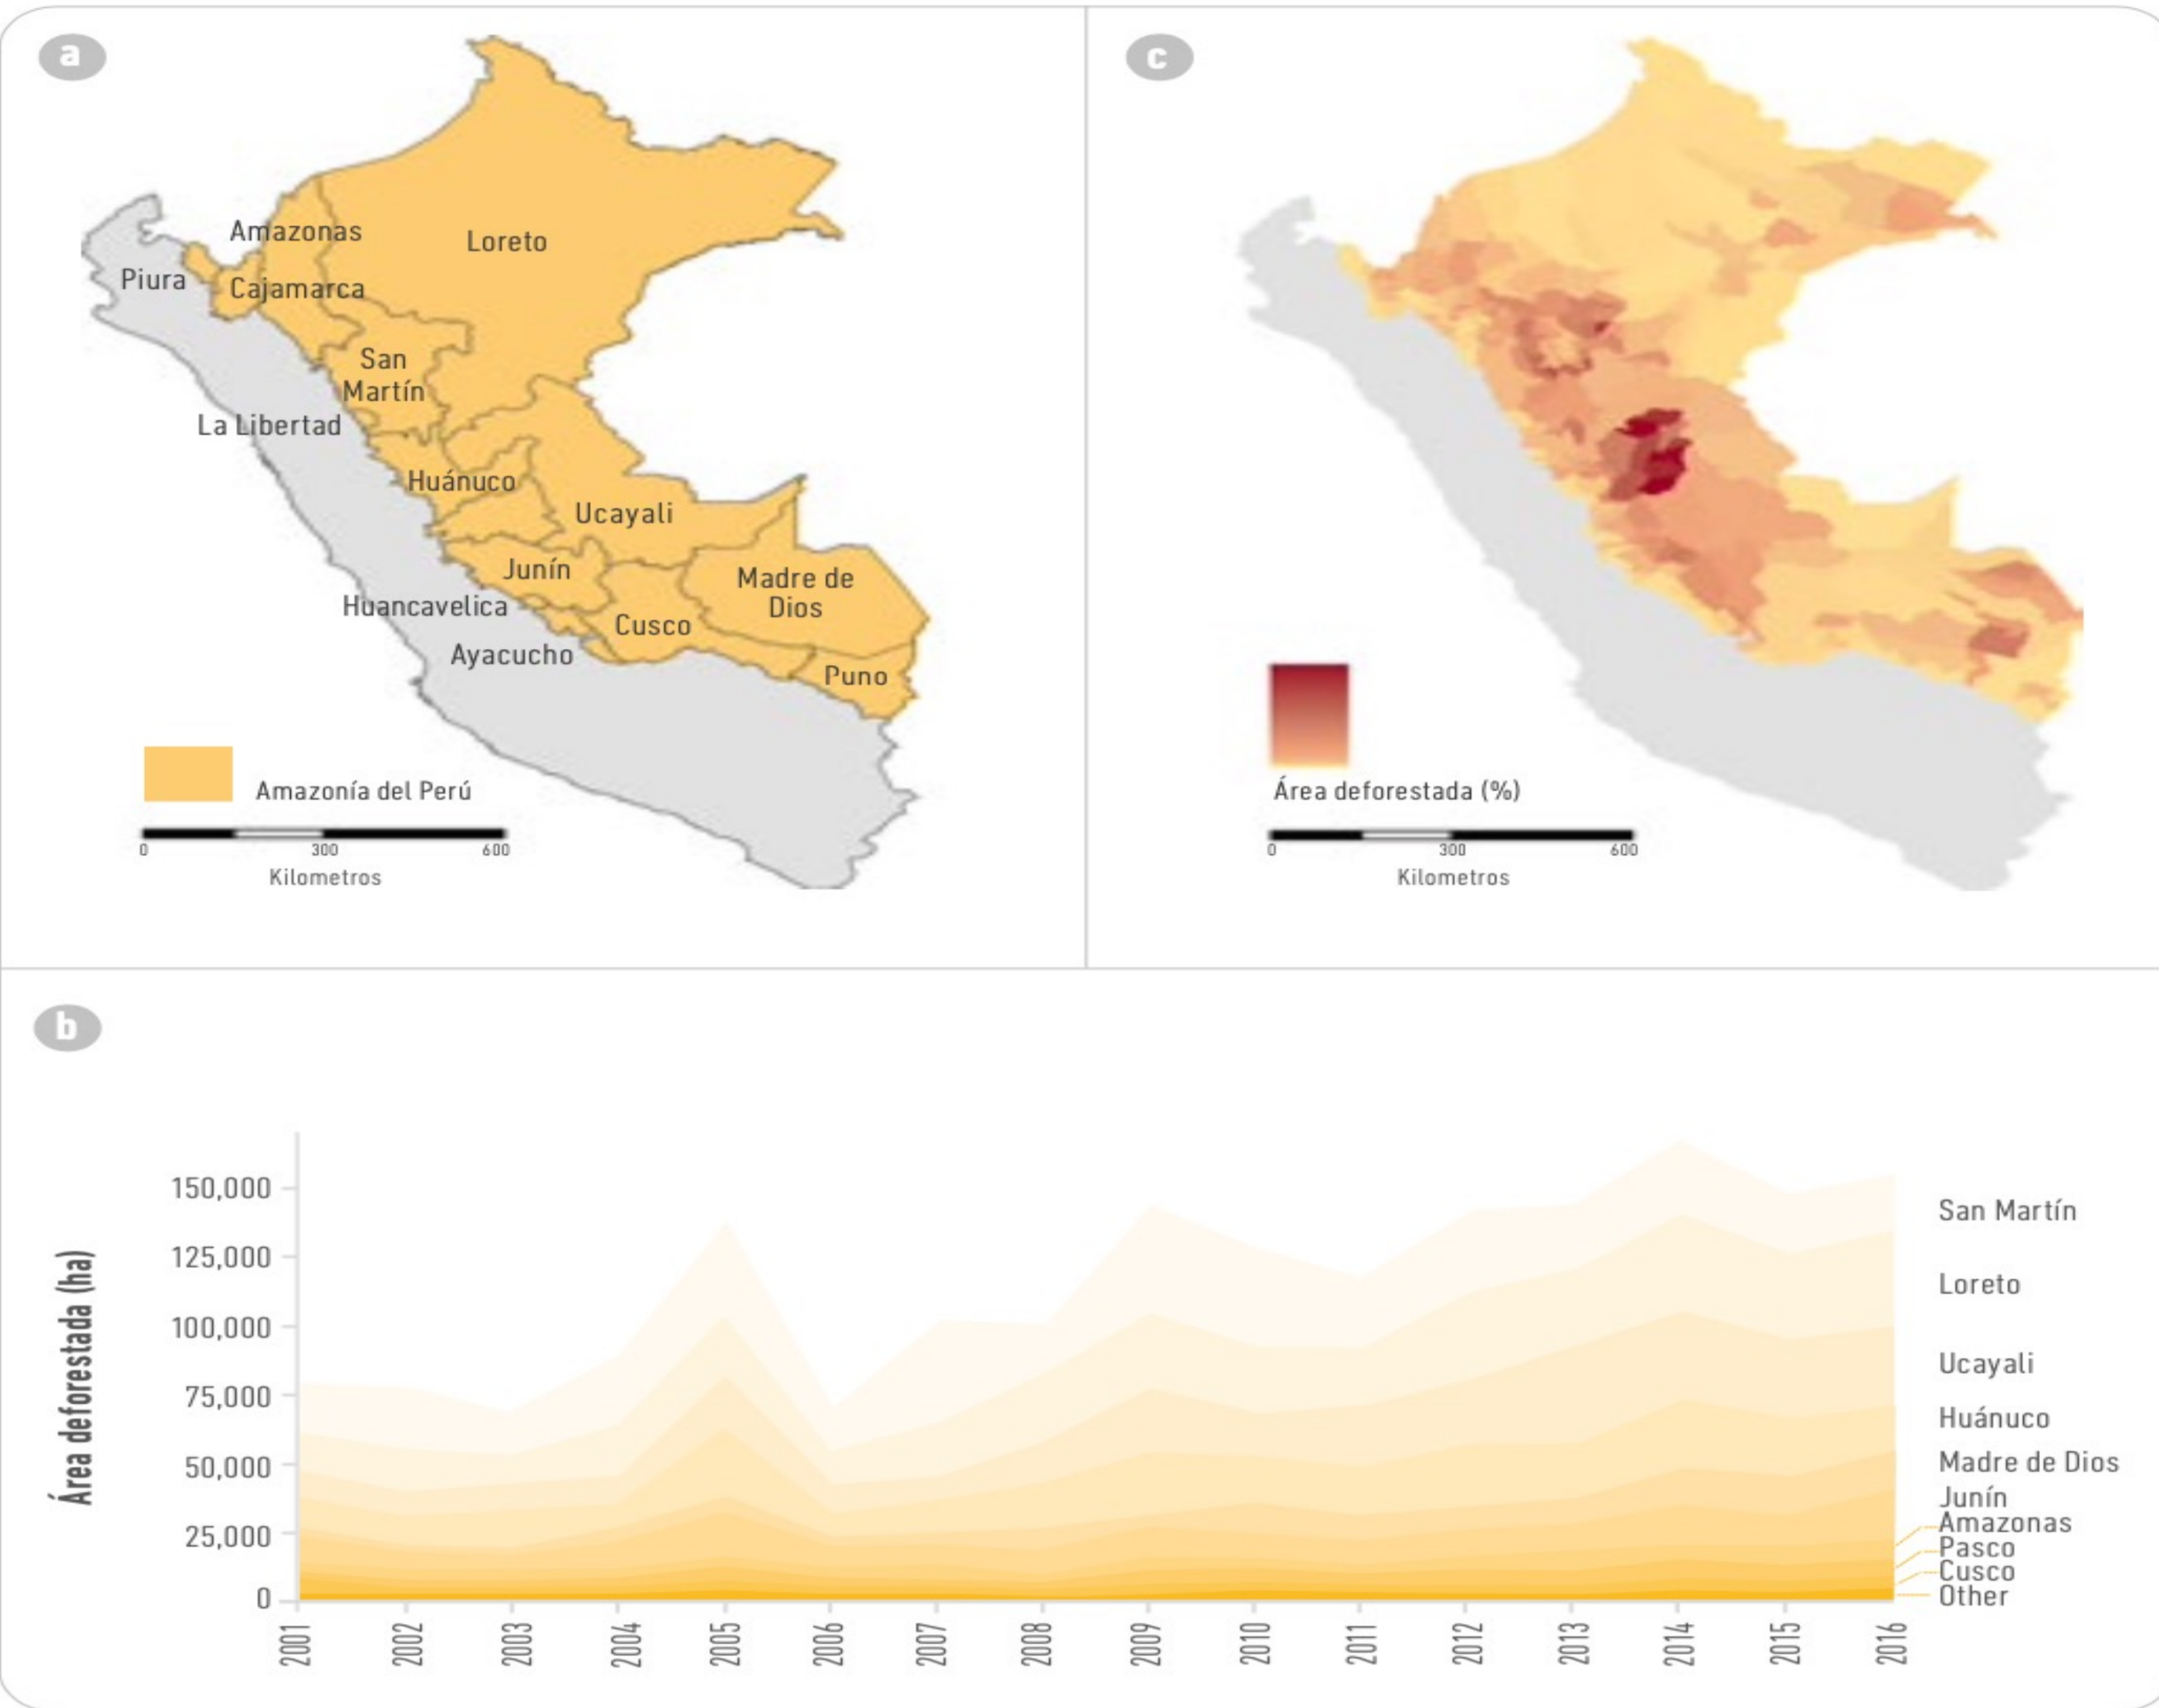 a
Amazonas
Loreto
Piura
Cajamarca
San
Martín
La Libertad
Huánuco
Ucayali
Junín
Madre de
Dios
Huancavelica
Cusco
Ayacucho
Puno
Amazonía del Perú
0 300 600
Kilometros
c
Área deforestada (%)
0 300 600
Kilometros
b
Área deforestada (ha)
150,000
125,000
100,000
75,000
50,000
25,000
0
2001 2002 2003 2004 2005 2006 2007 2008 2009 2010 2011 2012 2013 2014 2015 2016
San Martín
Loreto
Ucayali
Huánuco
Madre de Dios
Junín
Amazonas
Pasco
Cusco
Other